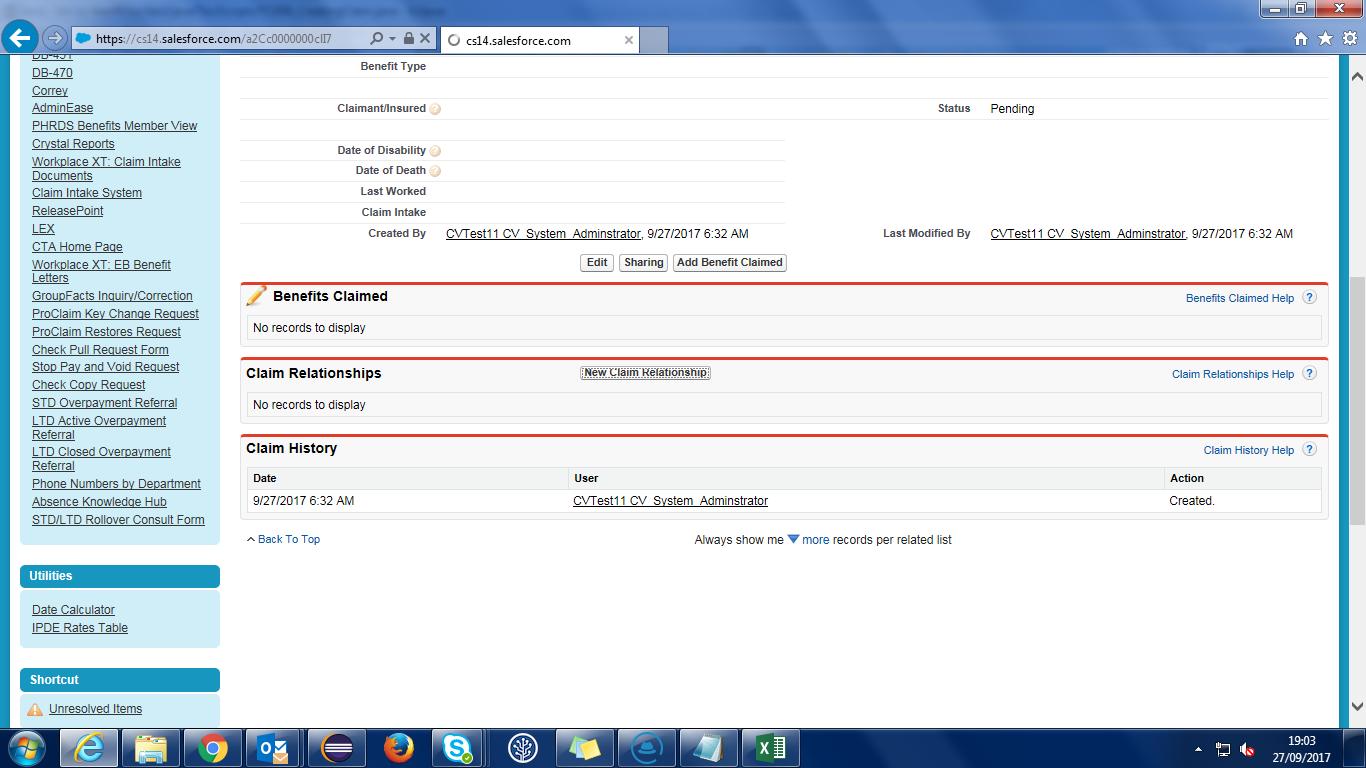 https://cs14.salesforce.com/a2Cc0000000cII7
cs14.salesforce.com
DB-451
DB-470
Correy
AdminEase
PHRDS Benefits Member View
Crystal Reports
Workplace XT: Claim Intake
Documents
Claim Intake System
ReleasePoint
LEX
CTA Home Page
Workplace XT: EB Benefit
Letters
GroupFacts Inquiry/Correction
ProClaim Key Change Request
ProClaim Restores Request
Check Pull Request Form
Stop Pay and Void Request
Check Copy Request
STD Overpayment Referral
LTD Active Overpayment
Referral
LTD Closed Overpayment
Referral
Phone Numbers by Department
Absence Knowledge Hub
STD/LTD Rollover Consult Form
Utilities
Date Calculator
IPDE Rates Table
Shortcut
Unresolved Items
Benefit Type
Claimant/Insured Status Pending
Date of Disability
Date of Death
Last Worked
Claim Intake
Created By CVTest11 CV_System_Adminstrator, 9/27/2017 6:32 AM Last Modified By CVTest11 CV_System_Adminstrator, 9/27/2017 6:32 AM
Edit Sharing Add Benefit Claimed
Benefits Claimed Benefits Claimed Help ?
No records to display
Claim Relationships New Claim Relationship Claim Relationships Help ?
No records to display
Claim History Claim History Help ?
Date User Action
9/27/2017 6:32 AM CVTest11 CV_System_Adminstrator Created.
Back To Top Always show me more records per related list
19:03
27/09/2017